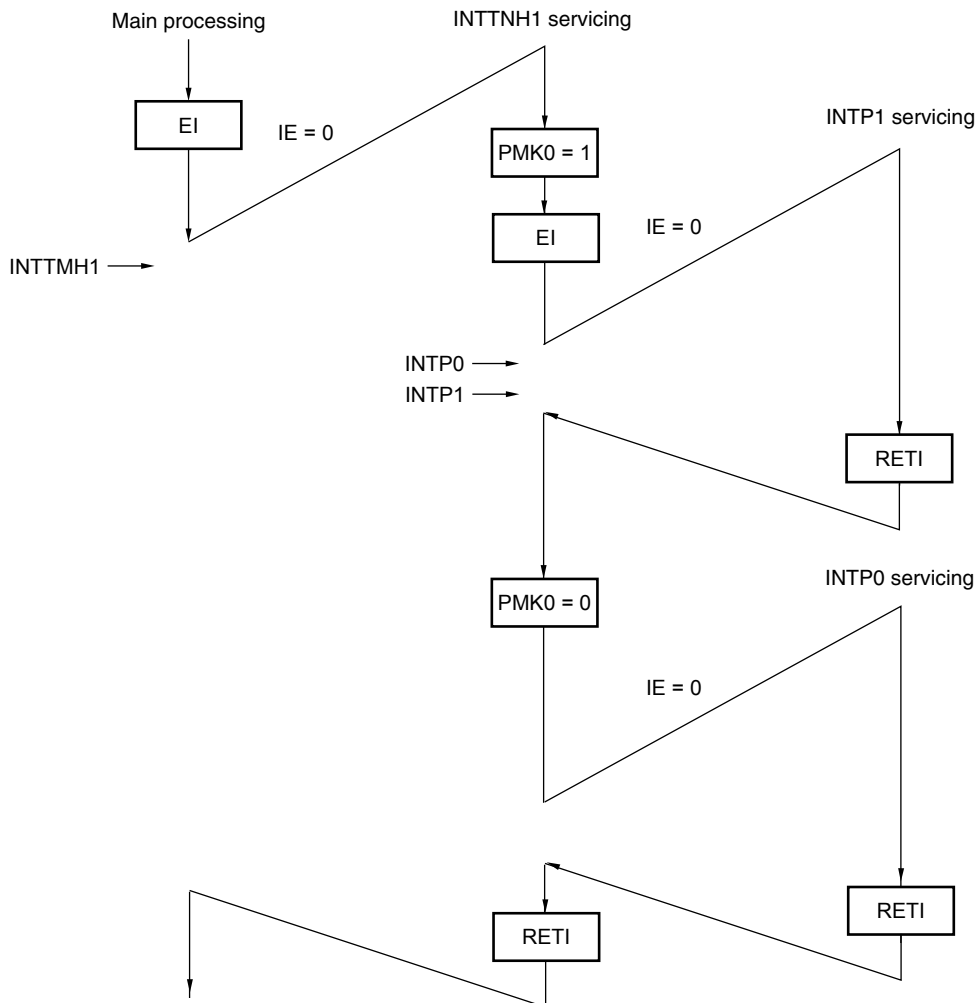 Main processing
INTTNH1 servicing
EI
IE = 0
PMK0 = 1
INTP1 servicing
EI
IE = 0
INTTMH1
INTP0
INTP1
RETI
PMK0 = 0
INTP0 servicing
IE = 0
RETI
RETI